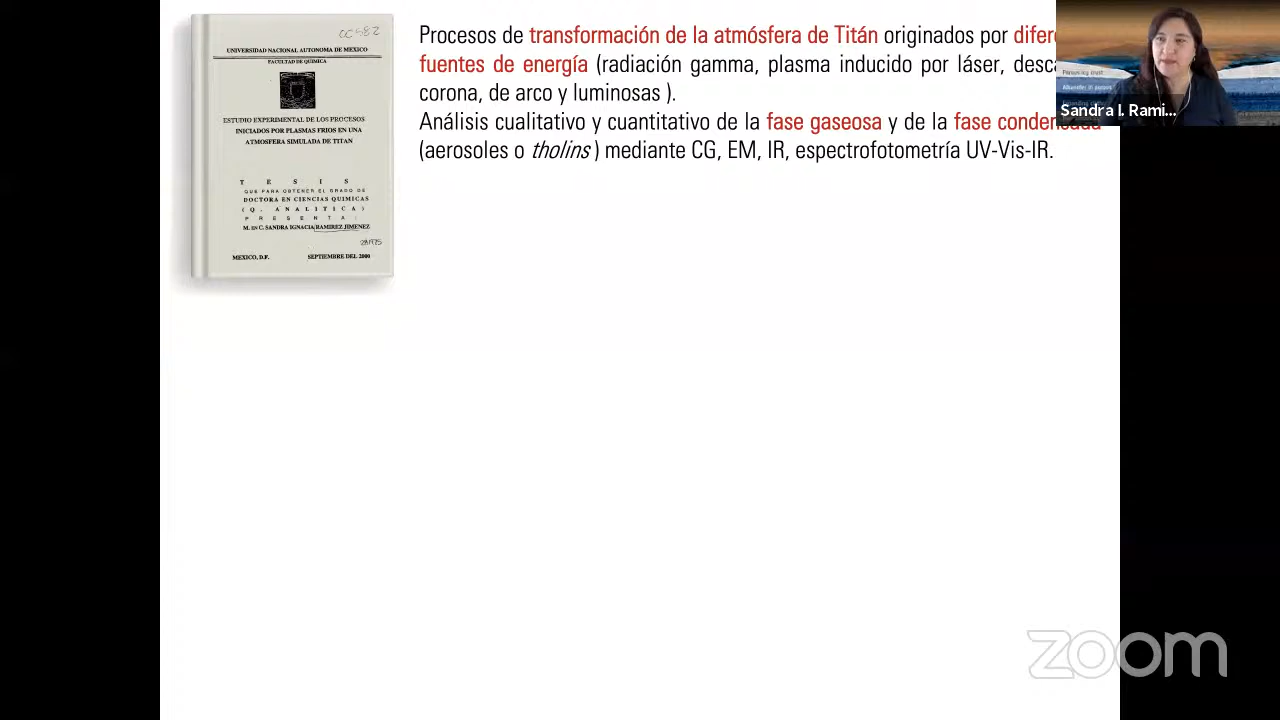 UNIVERSIDAD NACIONAL AUTONOMA DE MEXICO
FACULTAD DE QUIMICA
ESTUDIO EXPERIMENTAL DE LOS PROCESOS
INICIADOS POR PLASMAS FRIOS EN UNA
ATMOSFERA SIMULADA DE TITAN
T E S I S
QUE PARA OBTENER EL GRADO DE
DOCTORA EN CIENCIAS QUIMICAS
(Q. ANALITICA)
P R E S E N T A :
M. EN C. SANDRA IGNACIA RAMIREZ JIMENEZ
MEXICO, D.F. SEPTIEMBRE DEL 2000
Procesos de transformación de la atmósfera de Titán originados por
fuentes de energía (radiación gamma, plasma inducido por láser,
corona, de arco y luminosas ).
Análisis cualitativo y cuantitativo de la fase gaseosa y de la fase condensada
(aerosoles o tholins ) mediante CG, EM, IR, espectrofotometría UV-Vis-IR.
Sandra I. Rami...
zoom